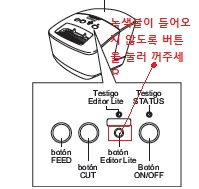 녹색불이 들어오
지 않도록 버튼
을 눌러 꺼주세
요
Testigo
Editor Lite
Testigo
STATUS
botón
FEED
botón
CUT
botón
Editor Lite
Botón
ON/OFF